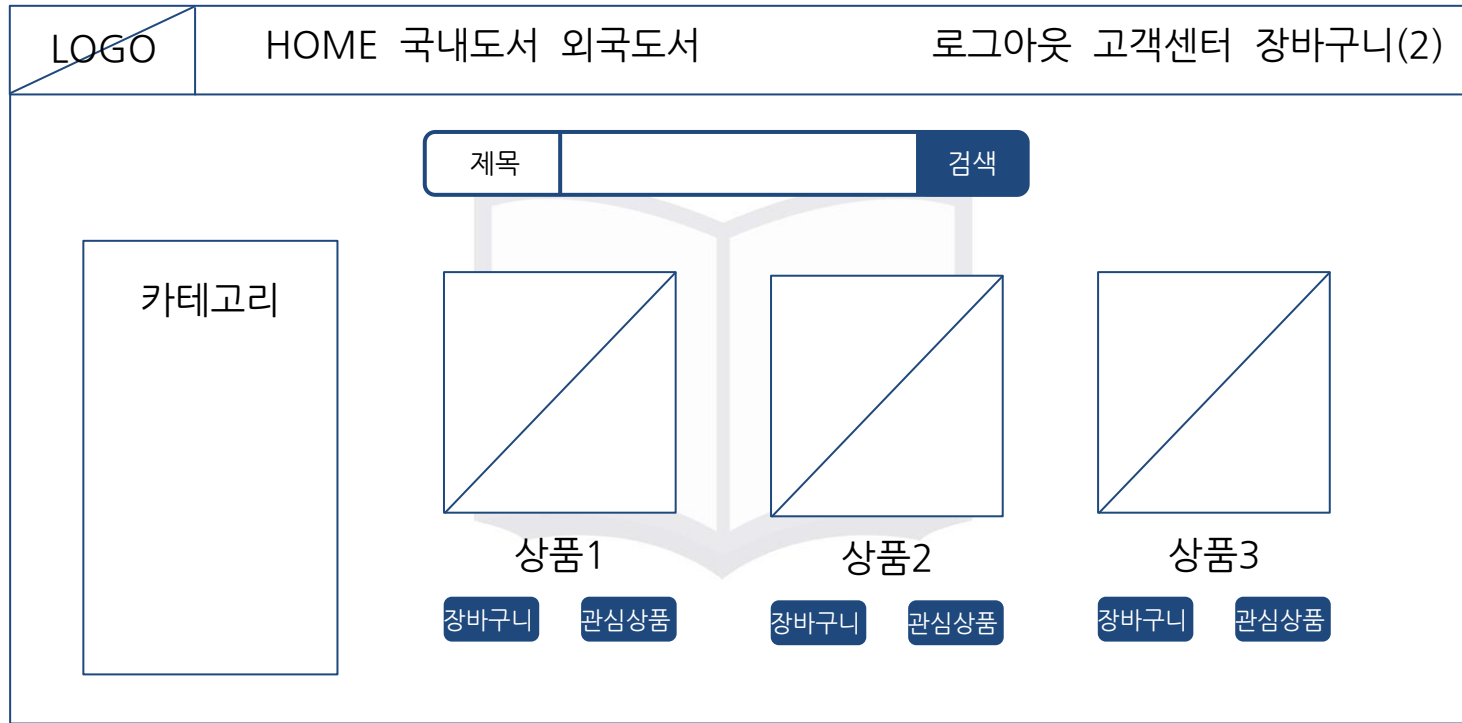 LOGO HOME 국내도서 외국도서 로그아웃 고객센터 장바구니(2)
제목 검색
카테고리
상품1 상품2 상품3
장바구니 관심상품 장바구니 관심상품 장바구니 관심상품